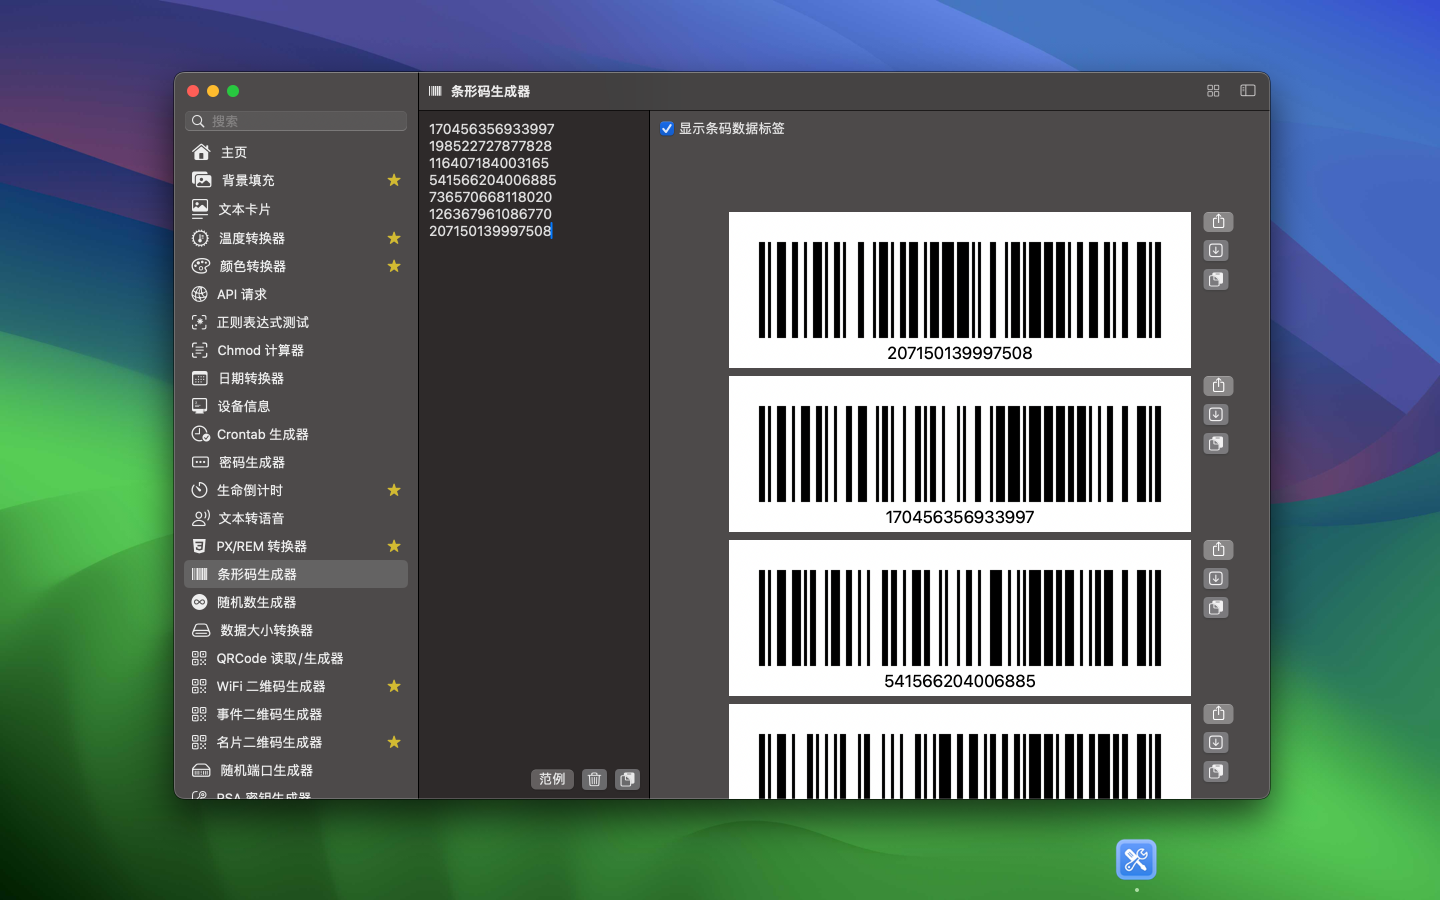 条形码生成器
搜索
主页
背景填充
文本卡片
温度转换器
颜色转换器
API 请求
正则表达式测试
Chmod 计算器
日期转换器
设备信息
Crontab 生成器
密码生成器
生命倒计时
文本转语音
PX/REM 转换器
条形码生成器
随机数生成器
数据大小转换器
QRCode 读取/生成器
WiFi 二维码生成器
事件二维码生成器
名片二维码生成器
随机端口生成器
RSA 密钥生成器
170456356933997
198522727877828
116407184003165
541566204006885
736570668118020
126367961086770
207150139997508
范例
显示条码数据标签
207150139997508
170456356933997
541566204006885